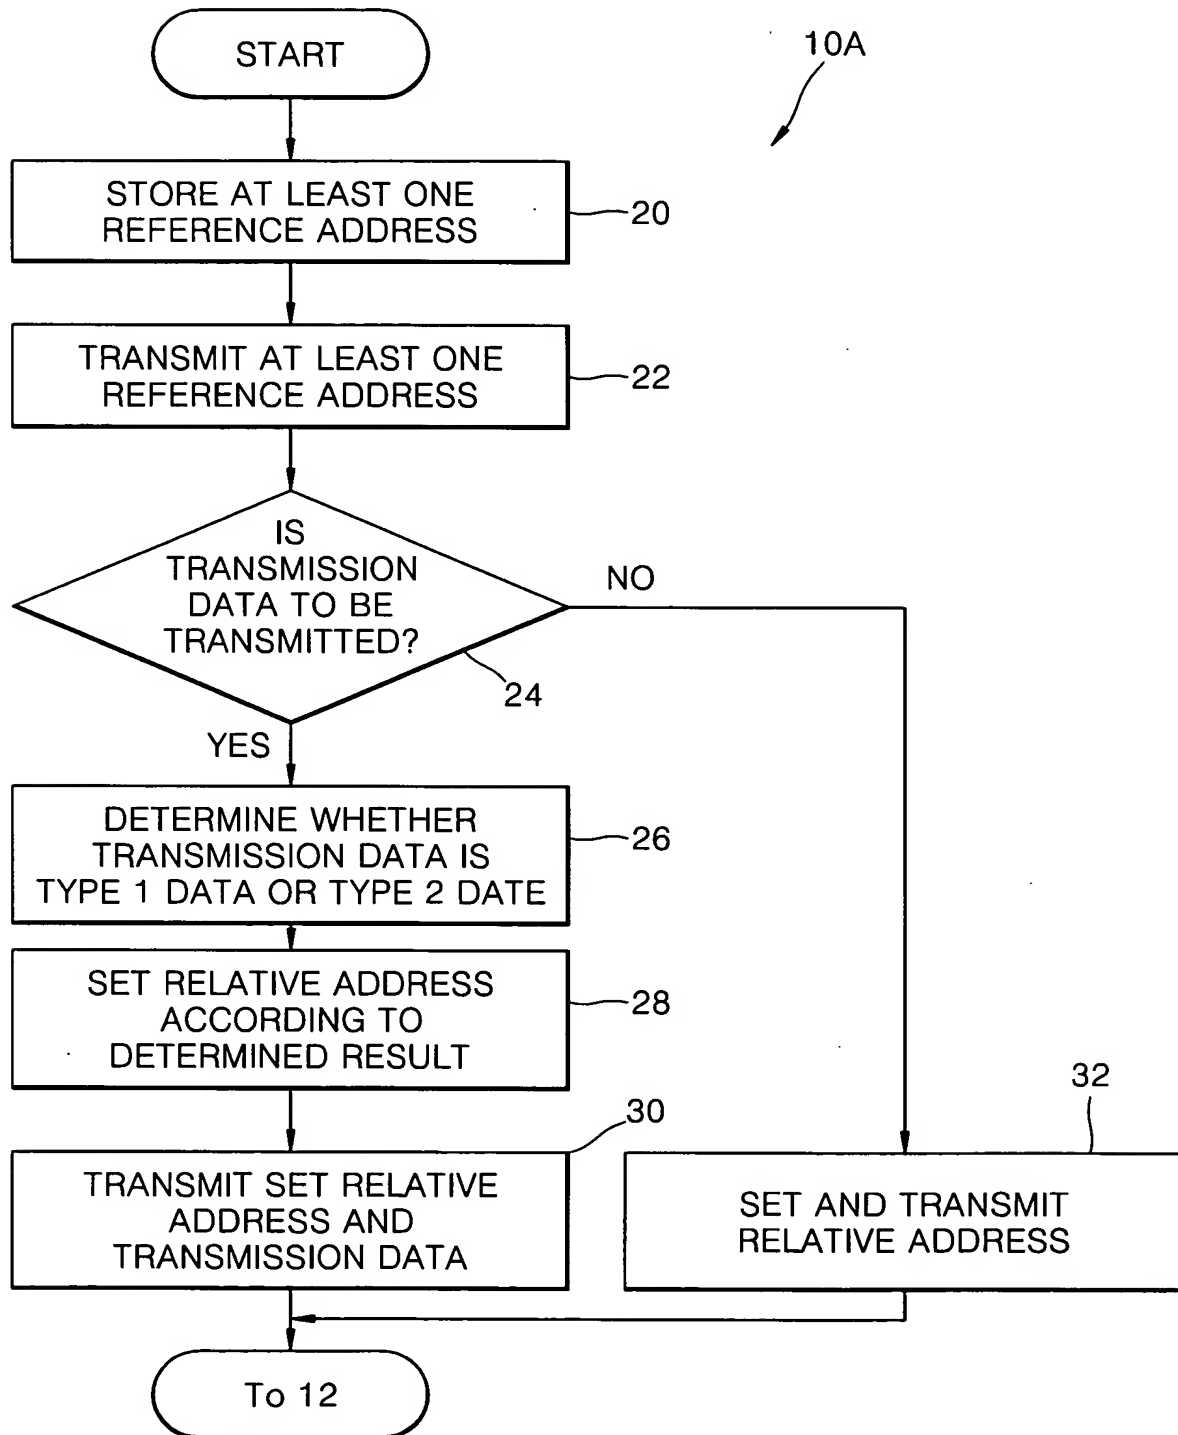 START
10A
STORE AT LEAST ONE
REFERENCE ADDRESS
20
TRANSMIT AT LEAST ONE
REFERENCE ADDRESS
22
IS
TRANSMISSION
DATA TO BE
TRANSMITTED?
NO
24
YES
DETERMINE WHETHER
TRANSMISSION DATA IS
TYPE 1 DATA OR TYPE 2 DATE
26
SET RELATIVE ADDRESS
ACCORDING TO
DETERMINED RESULT
28
30
32
TRANSMIT SET RELATIVE
ADDRESS AND
TRANSMISSION DATA
SET AND TRANSMIT
RELATIVE ADDRESS
To 12